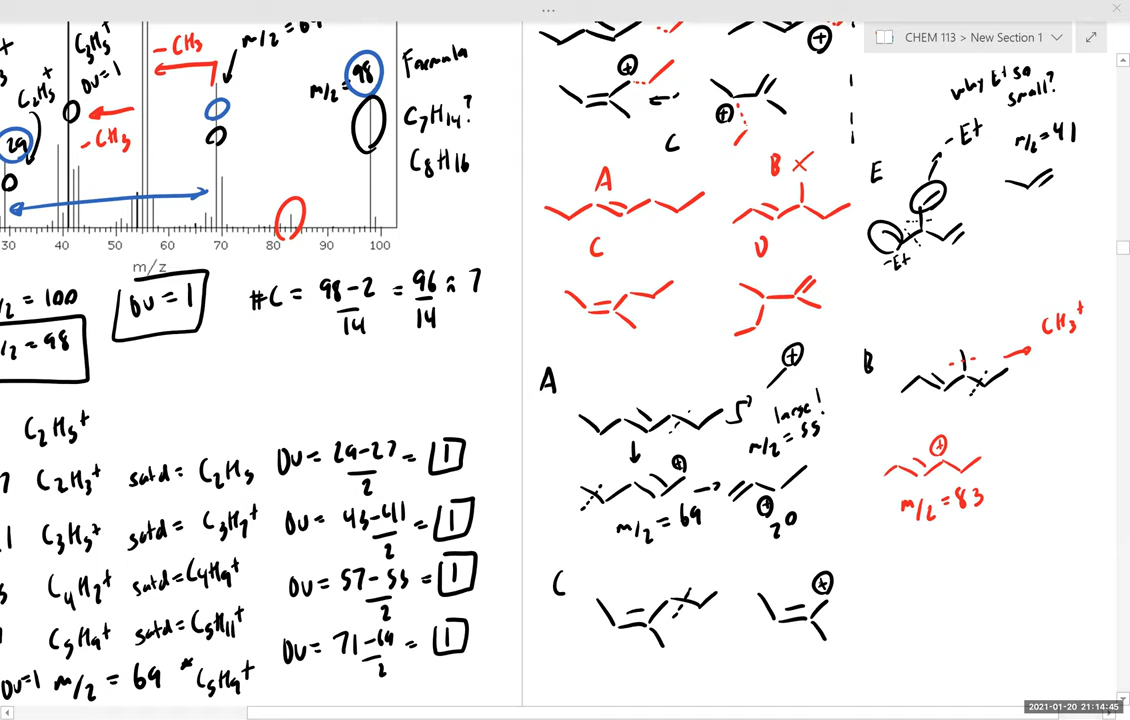 CHEM 113 > New Section 1
C₃H₅⁺
DU=1
-CH₃
m/z=
m/z=
98
Formula
C₇H₁₄?
C₈H₁₆
C₂H₅⁺
29
-CH₃
30
40
50
60
70
80
90
100
m/z
m/z = 100
m/z = 98
DU = 1
#C = 98-2 / 14 = 96 / 14 ≈ 7
C₂H₅⁺
C₂H₃⁺ satd = C₂H₅ DU = 29-27 / 2 = 1
C₃H₅⁺ satd = C₃H₇⁺ DU = 43-41 / 2 = 1
C₄H₇⁺ satd = C₄H₉⁺ DU = 57-55 / 2 = 1
C₅H₉⁺ satd = C₅H₁₁⁺ DU = 71-69 / 2 = 1
DU=1 m/z = 69 * C₅H₉⁺
C
A
B X
C
D
why Et so
small?
-Et
m/z = 41
E
-Et
A
large!
m/z = 55
m/z = 69
2°
B
CH₃⁺
m/z = 83
C
2021-01-20 21:14:45